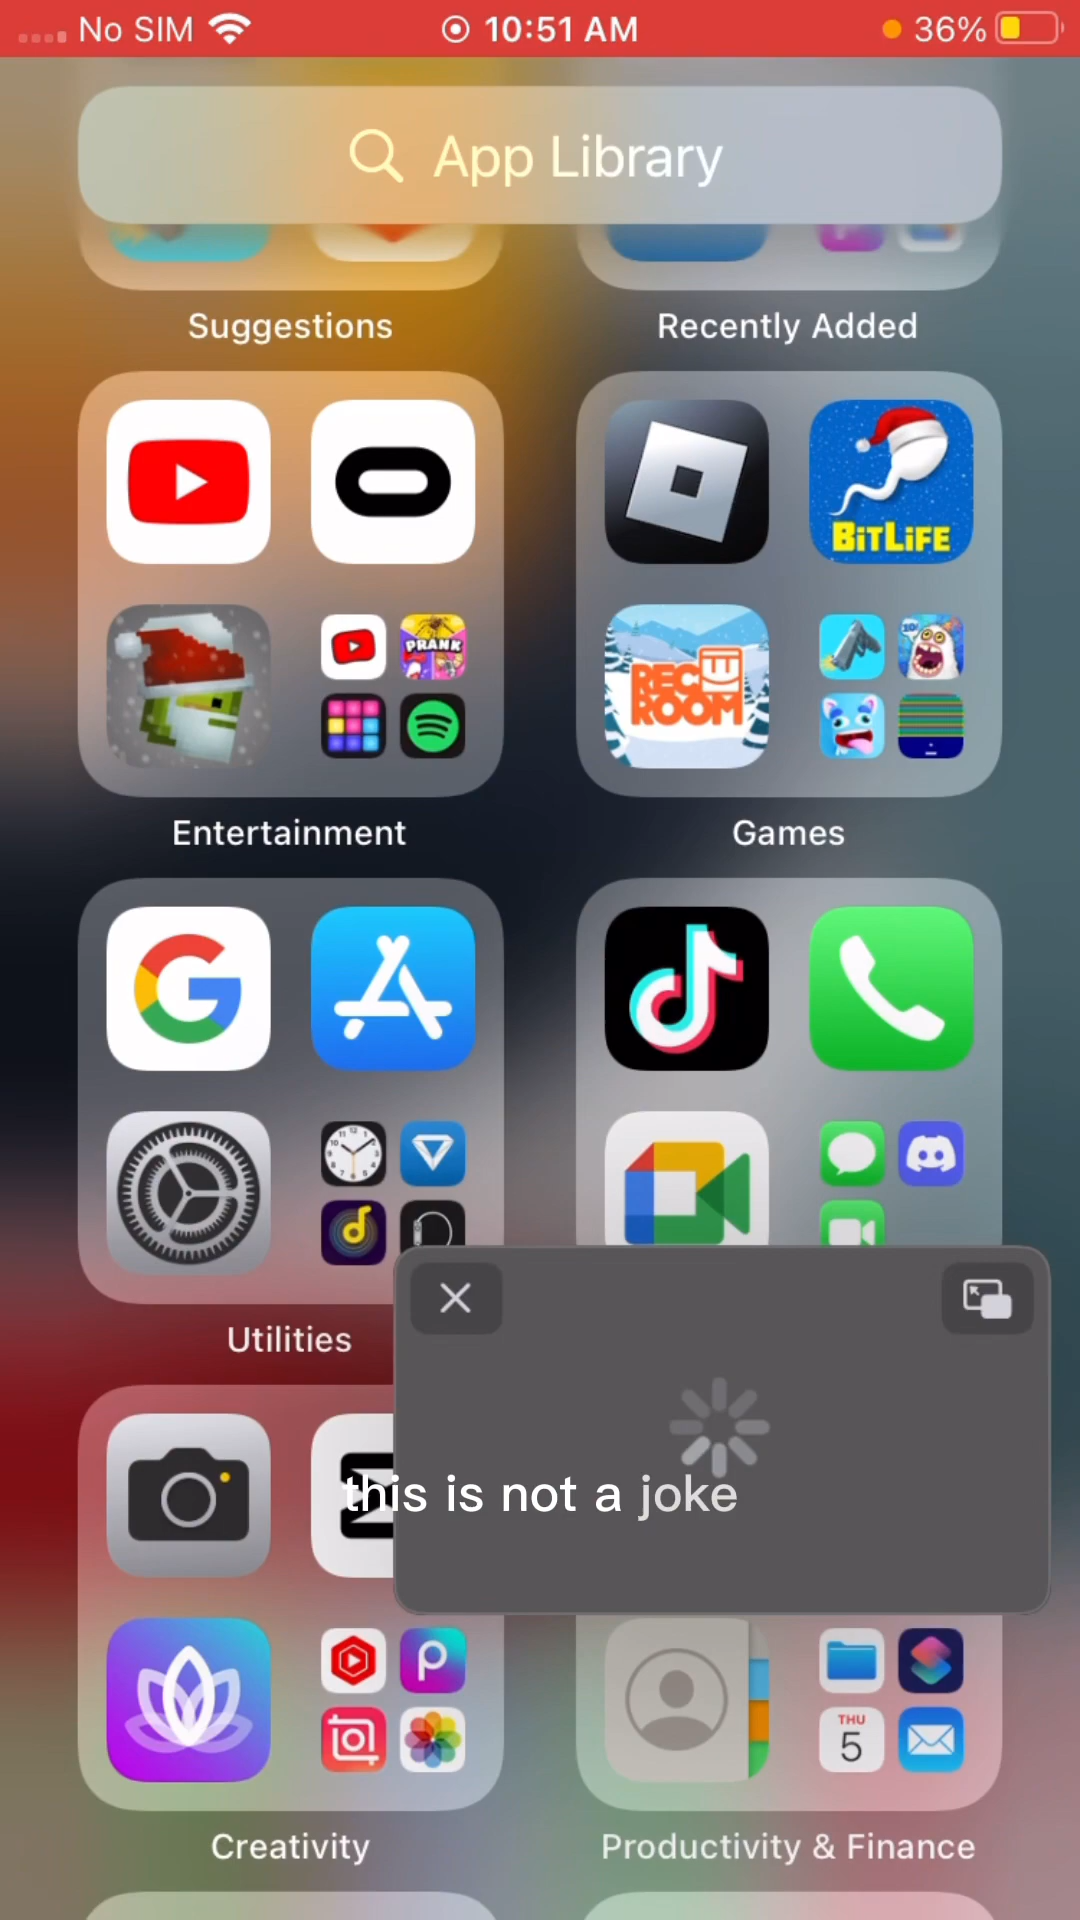 No SIM 10:51 AM 36%
App Library
Suggestions Recently Added
BITLIFE
PRANK
REC
ROOM
10!
Entertainment Games
Utilities
this is not a joke
THU
5
Creativity Productivity & Finance